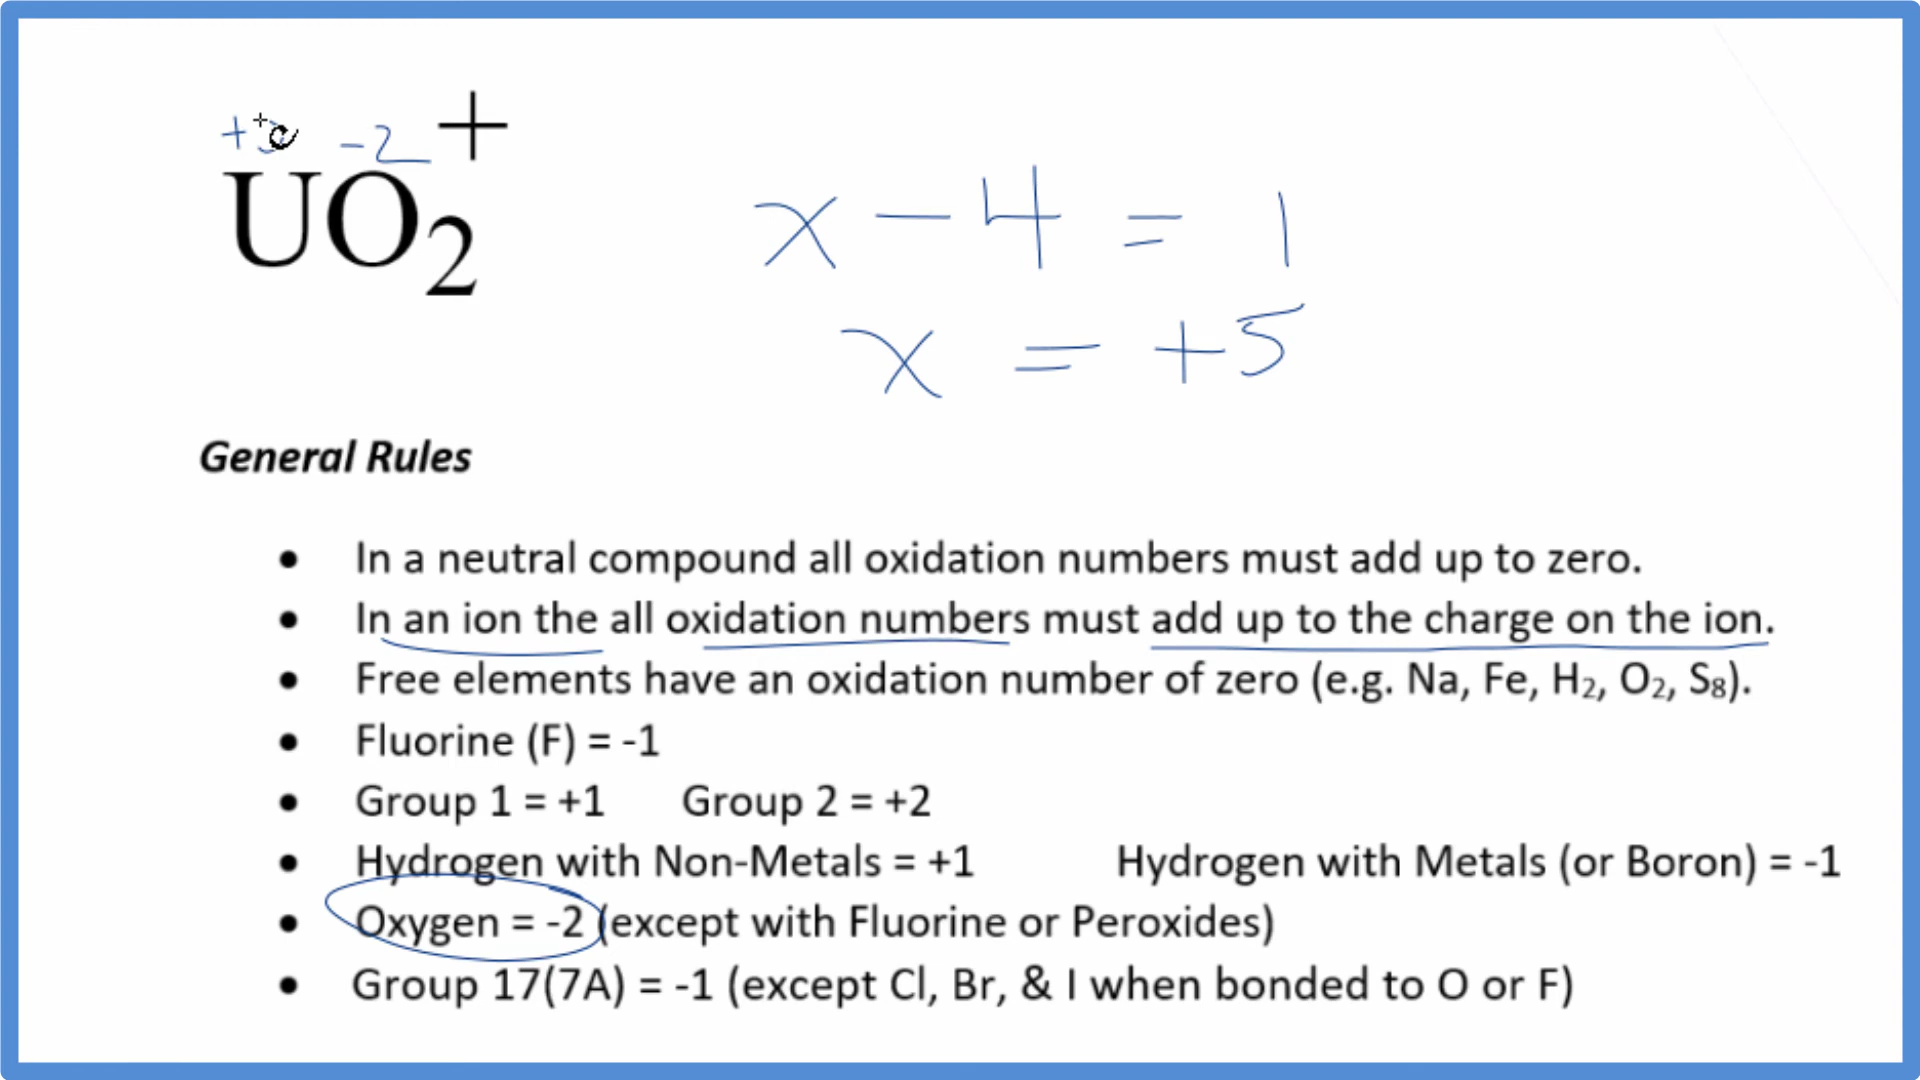 +5 -2
UO₂⁺
x - 4 = 1
x = +5
General Rules
• In a neutral compound all oxidation numbers must add up to zero.
• In an ion the all oxidation numbers must add up to the charge on the ion.
• Free elements have an oxidation number of zero (e.g. Na, Fe, H₂, O₂, S₈).
• Fluorine (F) = -1
• Group 1 = +1 Group 2 = +2
• Hydrogen with Non-Metals = +1 Hydrogen with Metals (or Boron) = -1
• Oxygen = -2 (except with Fluorine or Peroxides)
• Group 17(7A) = -1 (except Cl, Br, & I when bonded to O or F)